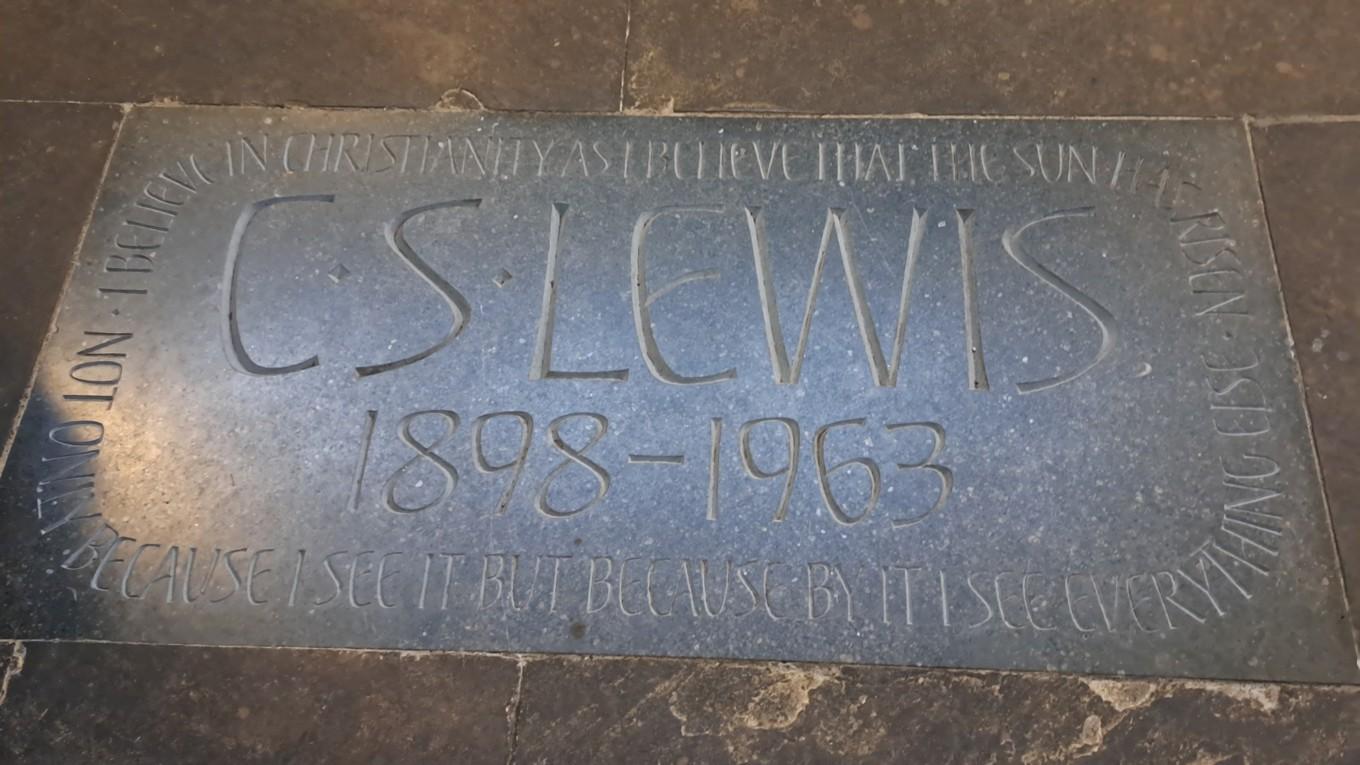 I BELIEVE IN CHRISTIANITY AS I BELIEVE THAT THE SUN HAS RISEN ·
C·S·LEWIS
1898–1963
NOT ONLY
BECAUSE I SEE IT BUT BECAUSE BY IT I SEE EVERYTHING ELSE ·